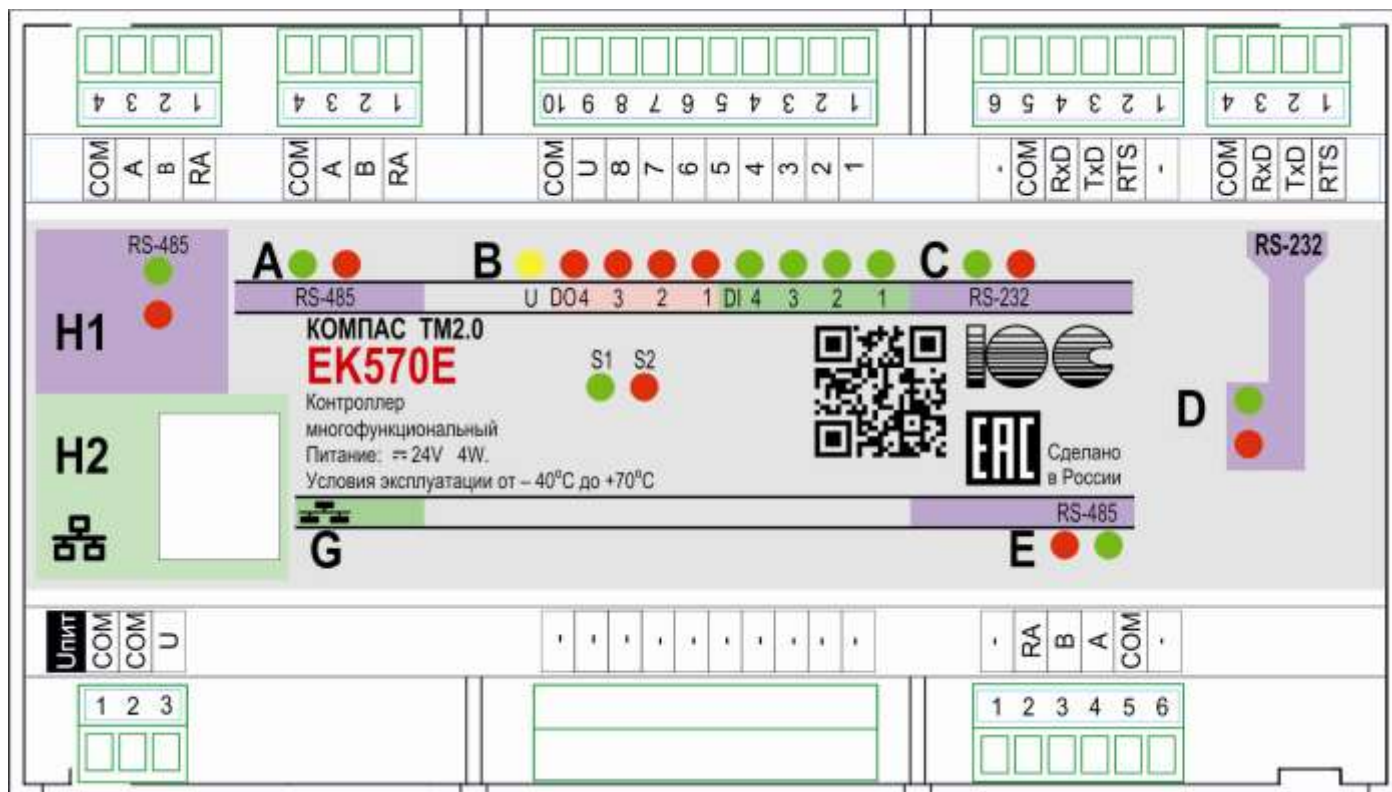 4 3 2 1
4 3 2 1
10 9 8 7 6 5 4 3 2 1
6 5 4 3 2 1
4 3 2 1
COM A B RA
COM A B RA
COM U 8 7 6 5 4 3 2 1
- COM RxD TxD RTS -
COM RxD TxD RTS
RS-485
H1
A
B
C
RS-232
RS-485
U DO4 3 2 1 DI 4 3 2 1
RS-232
КОМПАС ТМ2.0
EK570E
S1 S2
Контроллер
многофункциональный
Питание: ⎓24V 4W.
Условия эксплуатации от – 40°C до +70°C
ЮС
EAC
Сделано
в России
D
H2
RS-485
G
E
Uпит COM COM U
- - - - - - - - - -
- RA B A COM -
1 2 3
1 2 3 4 5 6